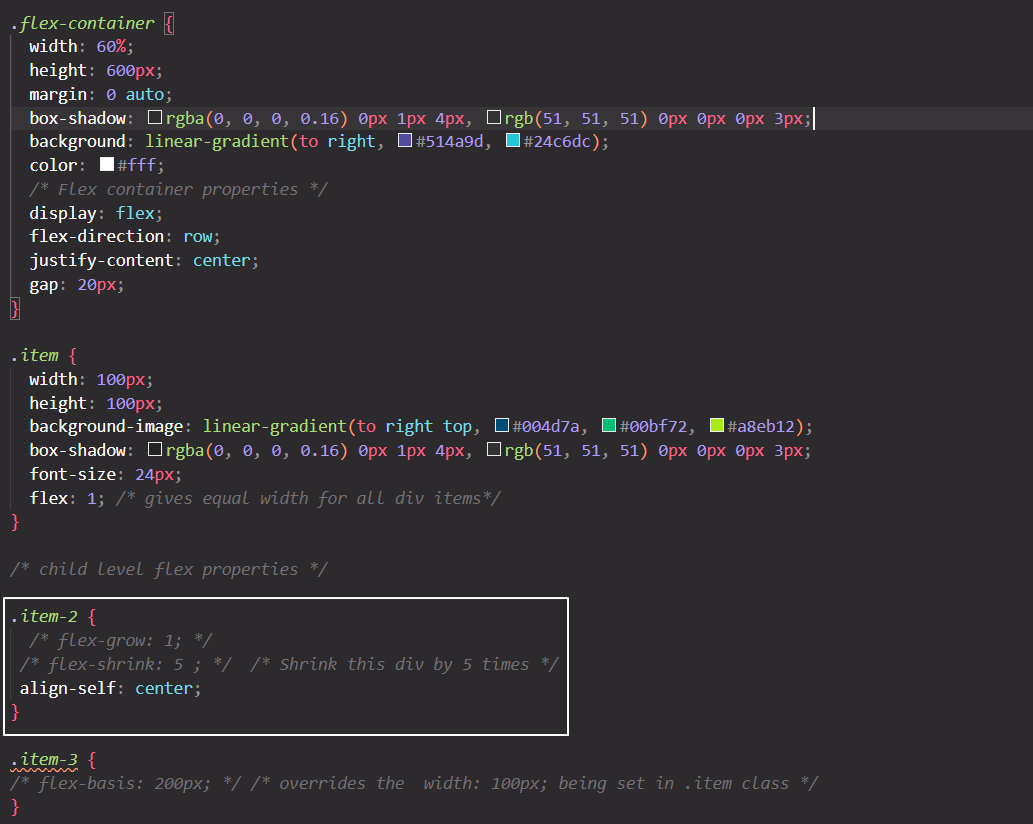 .flex-container {
  width: 60%;
  height: 600px;
  margin: 0 auto;
  box-shadow: rgba(0, 0, 0, 0.16) 0px 1px 4px, rgb(51, 51, 51) 0px 0px 0px 3px;
  background: linear-gradient(to right, #514a9d, #24c6dc);
  color: #fff;
  /* Flex container properties */
  display: flex;
  flex-direction: row;
  justify-content: center;
  gap: 20px;
}
.item {
  width: 100px;
  height: 100px;
  background-image: linear-gradient(to right top, #004d7a, #00bf72, #a8eb12);
  box-shadow: rgba(0, 0, 0, 0.16) 0px 1px 4px, rgb(51, 51, 51) 0px 0px 0px 3px;
  font-size: 24px;
  flex: 1; /* gives equal width for all div items*/
}
/* child level flex properties */
.item-2 {
  /* flex-grow: 1; */
 /* flex-shrink: 5 ; */  /* Shrink this div by 5 times */
 align-self: center;
}
.item-3 {
/* flex-basis: 200px; */ /* overrides the  width: 100px; being set in .item class */
}